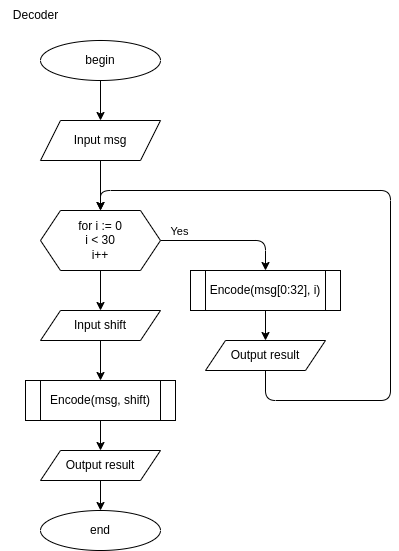 Decoder
begin
Input msg
for i := 0
i < 30
i++
Yes
Encode(msg[0:32], i)
Output result
Input shift
Encode(msg, shift)
Output result
end